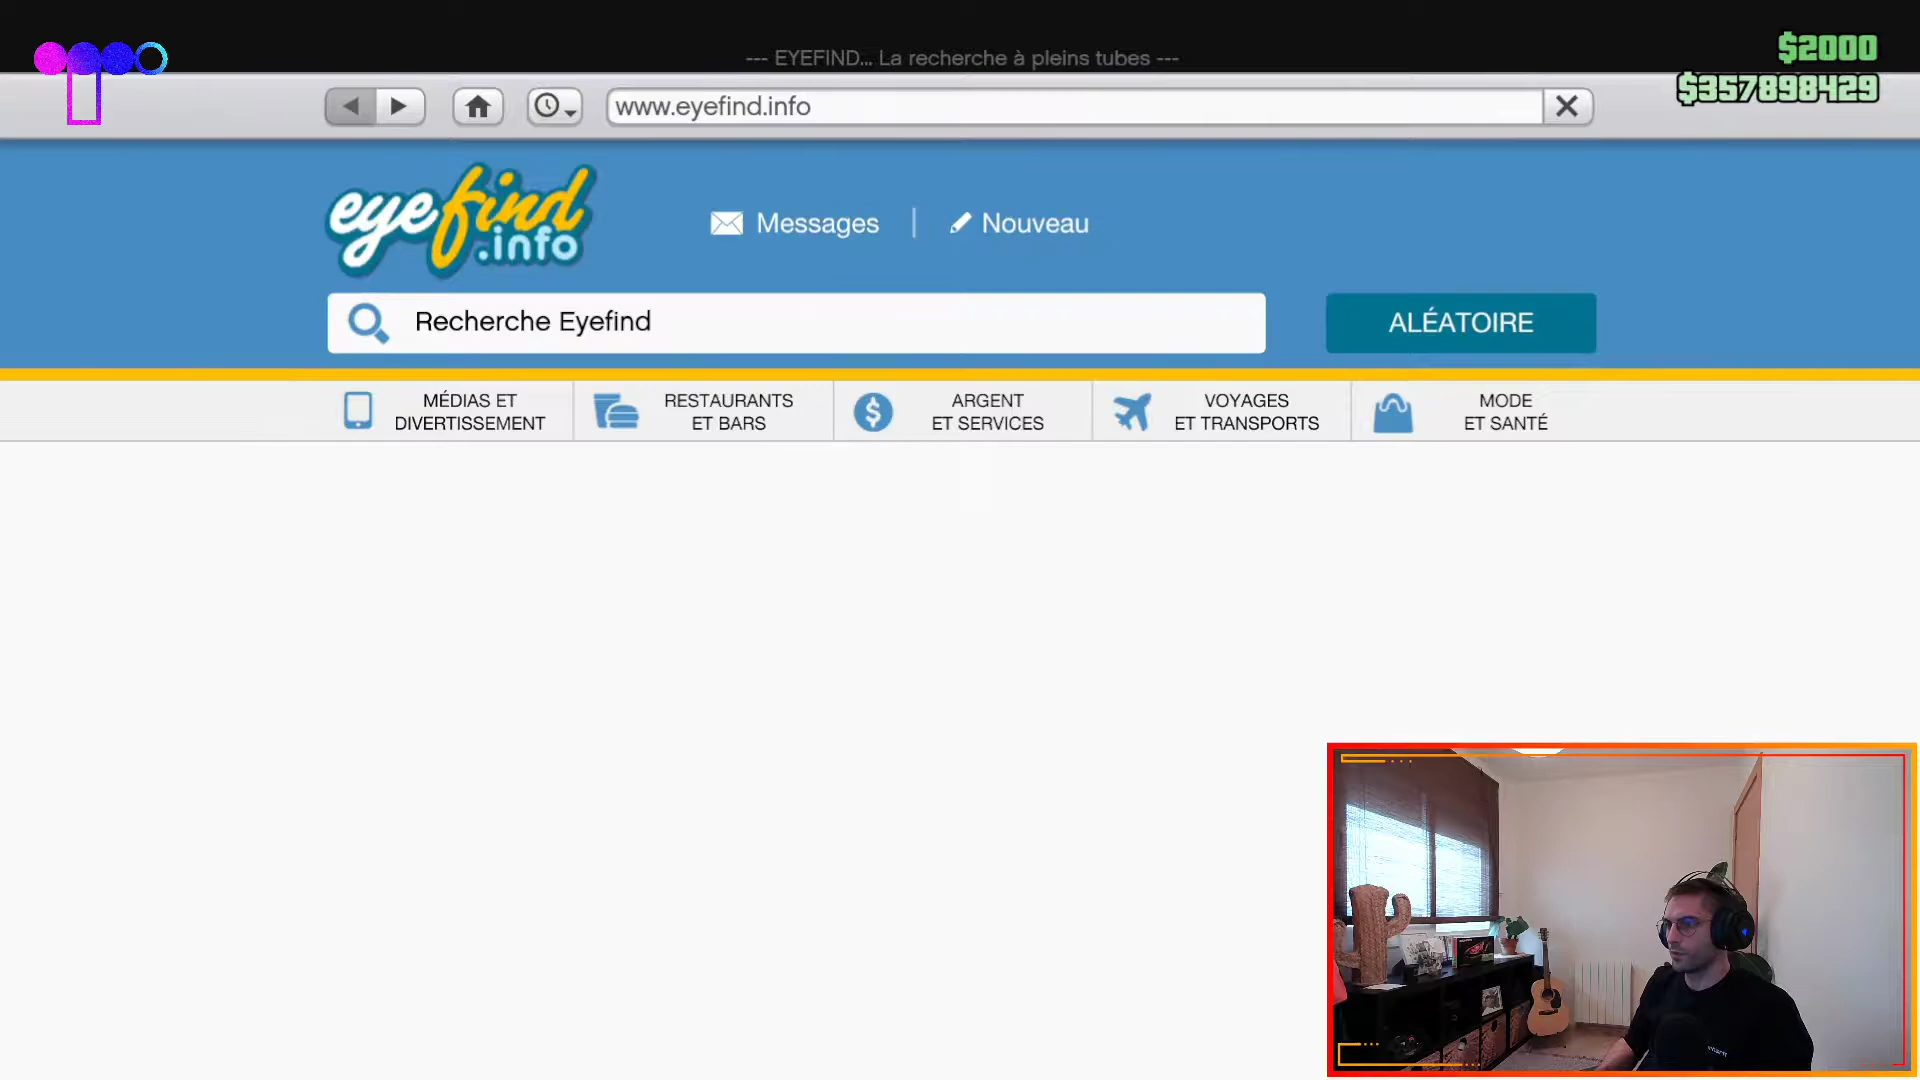 --- EYEFIND... La recherche à pleins tubes ---
$2000
$357898429
www.eyefind.info
eyefind
.info
Messages
Nouveau
Recherche Eyefind
ALÉATOIRE
MÉDIAS ET
DIVERTISSEMENT
RESTAURANTS
ET BARS
ARGENT
ET SERVICES
VOYAGES
ET TRANSPORTS
MODE
ET SANTÉ